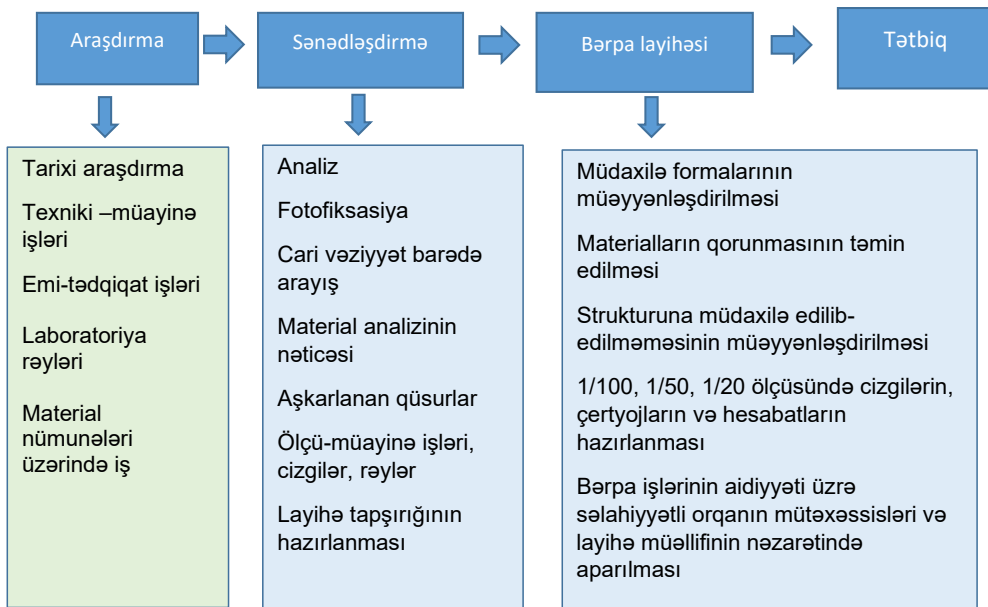 Araşdırma
Sənədləşdirmə
Bərpa layihəsi
Tətbiq
Tarixi araşdırma
Texniki –müayinə
işləri
Emi-tədqiqat işləri
Laboratoriya
rəyləri
Material
nümunələri
üzərində iş
Analiz
Fotofiksasiya
Cari vəziyyət barədə
arayış
Material analizinin
nəticəsi
Aşkarlanan qüsurlar
Ölçü-müayinə işləri,
cizgilər, rəylər
Layihə tapşırığının
hazırlanması
Müdaxilə formalarının
müəyyənləşdirilməsi
Materialların qorunmasının təmin
edilməsi
Strukturuna müdaxilə edilib-
edilməməsinin müəyyənləşdirilməsi
1/100, 1/50, 1/20 ölçüsündə cizgilərin,
çertyojların və hesabatların
hazırlanması
Bərpa işlərinin aidiyyəti üzrə
səlahiyyətli orqanın mütəxəssisləri və
layihə müəllifinin nəzarətində
aparılması